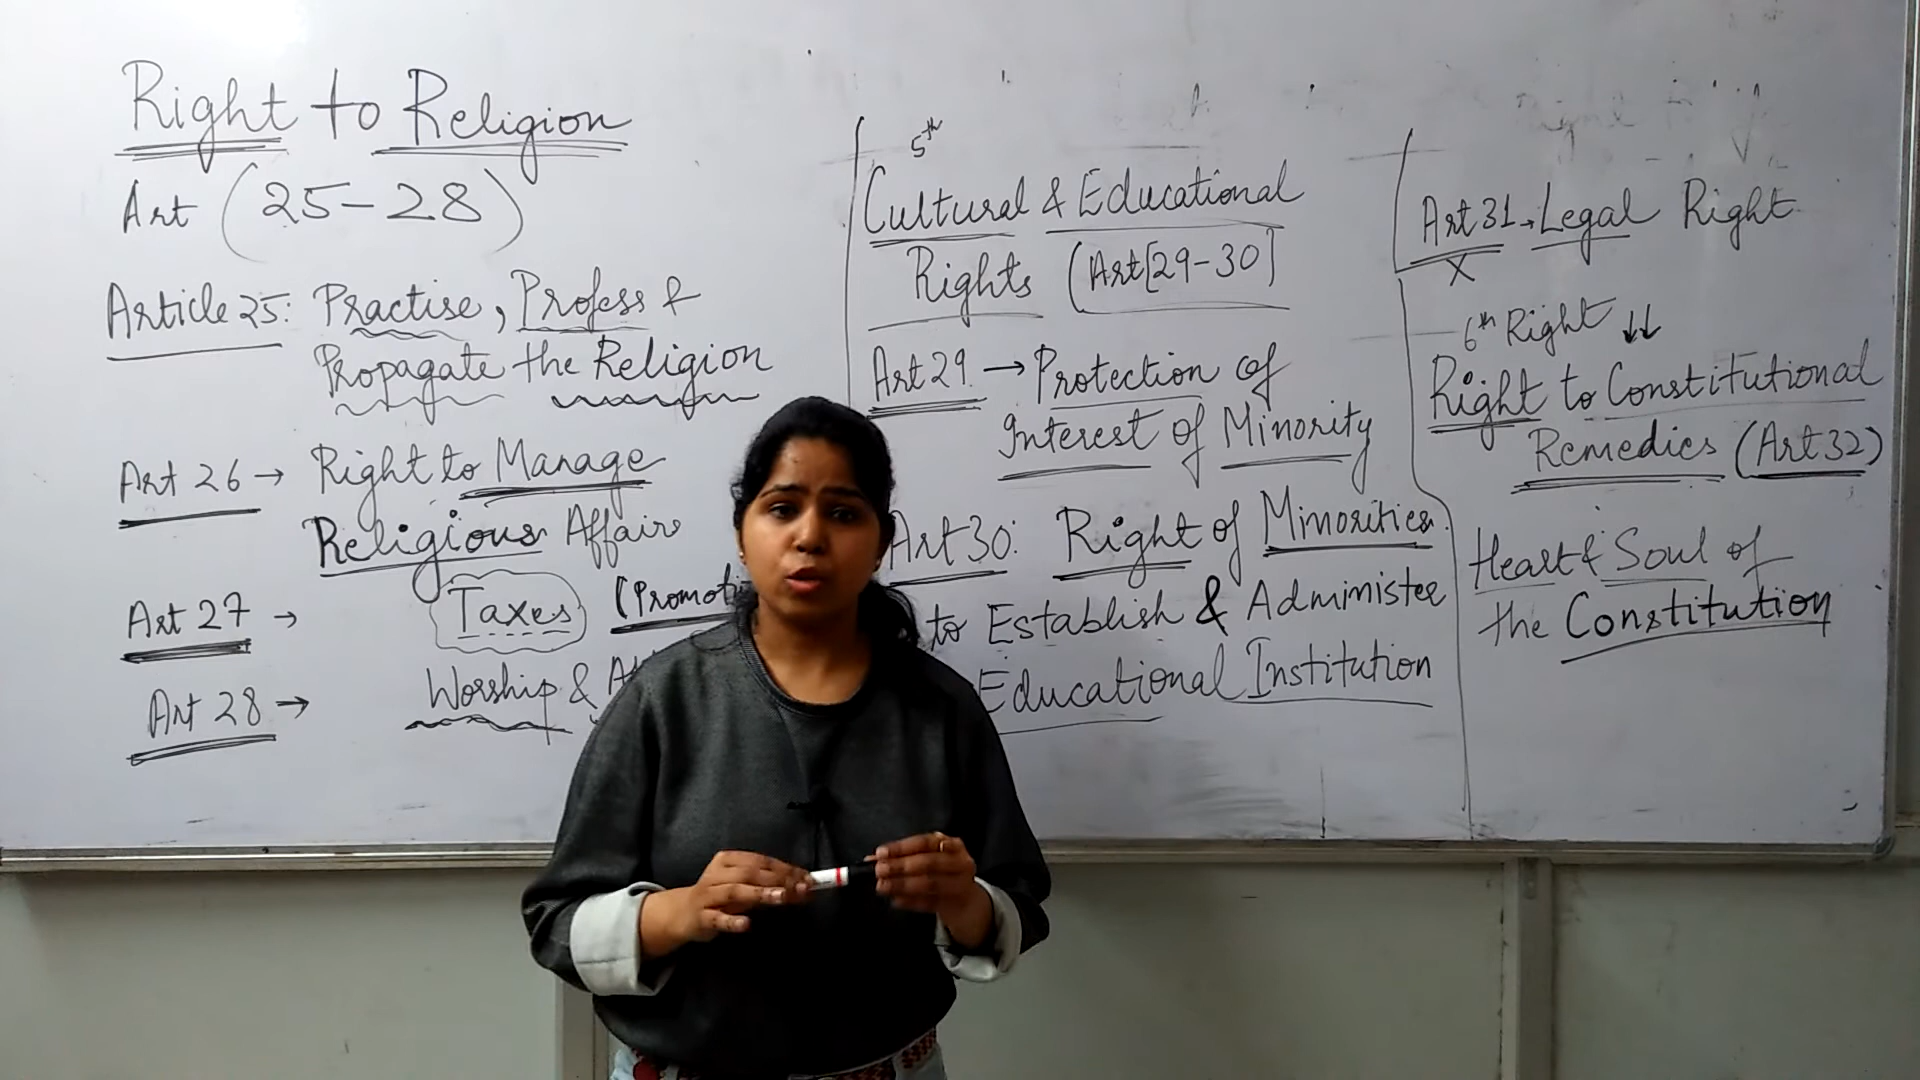 Right to Religion
Art (25-28)
Article 25: Practise, Profess &
Propagate the Religion
Art 26 → Right to Manage
Religious Affairs
Art 27 → Taxes (Promoti
Art 28 → Worship &
5th
Cultural & Educational
Rights (Art[29-30]
Art 29 → Protection of
Interest of Minority
Art 30: Right of Minorities
to Establish & Administer
Educational Institution
Art 31 → Legal Right
X
6th Right ↓↓
Right to Constitutional
Remedies (Art 32)
Heart & Soul of
the Constitution